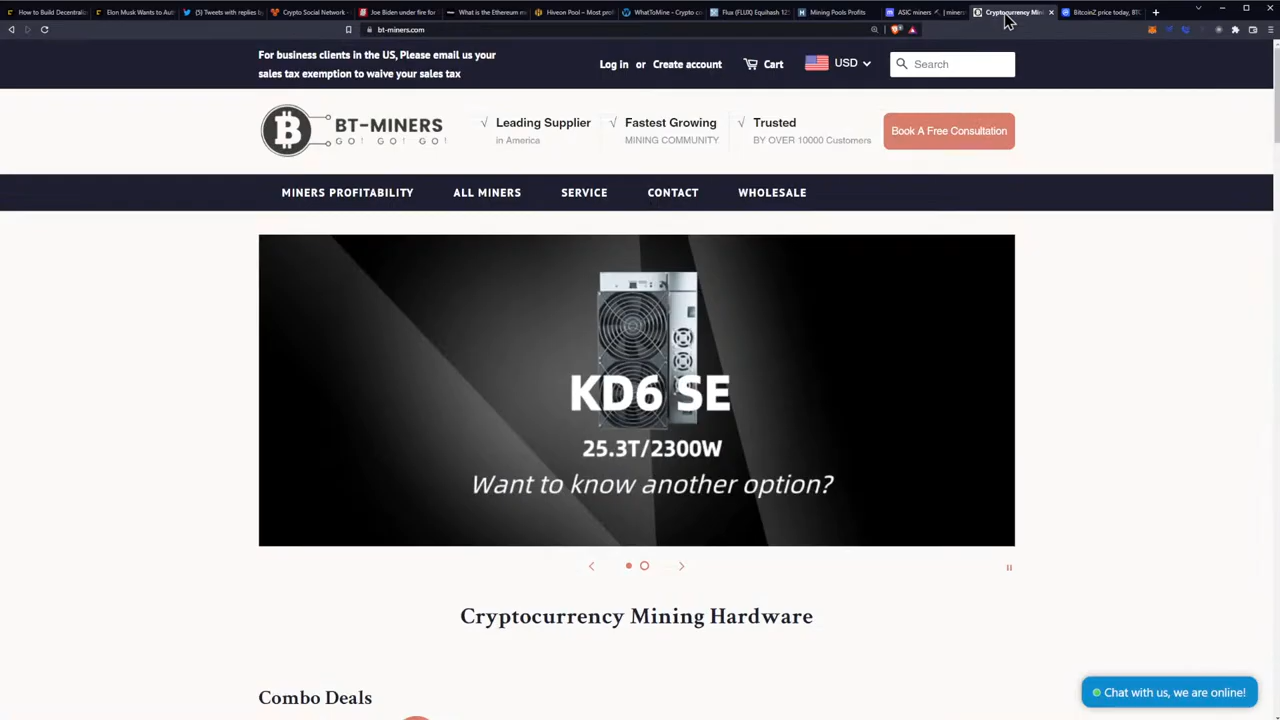 How to Build Decentraliz
Elon Musk Wants to Aut
(5) Tweets with replies b
Crypto Social Network -
Joe Biden under fire for
What is the Ethereum m
Hiveon Pool – Most prof
WhatToMine - Crypto co
Flux (FLUX) Equihash 125
Mining Pools Profits
ASIC miners | miners
Cryptocurrency Mini
BitcoinZ price today, BTC
bt-miners.com
For business clients in the US, Please email us your
sales tax exemption to waive your sales tax
Log in or Create account
Cart
USD
Search
BT-MINERS
GO! GO! GO!
√ Leading Supplier
in America
√ Fastest Growing
MINING COMMUNITY
√ Trusted
BY OVER 10000 Customers
Book A Free Consultation
MINERS PROFITABILITY
ALL MINERS
SERVICE
CONTACT
WHOLESALE
KD6 SE
25.3T/2300W
Want to know another option?
Cryptocurrency Mining Hardware
Combo Deals
Chat with us, we are online!